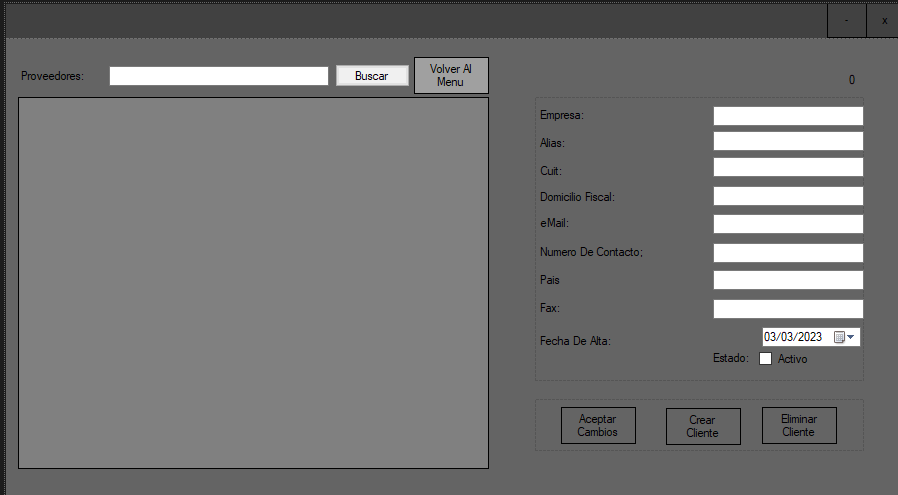 - x
Proveedores: Buscar Volver Al
Menu
0
Empresa:
Alias:
Cuit:
Domicilio Fiscal:
eMail:
Numero De Contacto;
Pais
Fax:
Fecha De Alta: 03/03/2023
Estado: Activo
Aceptar
Cambios
Crear
Cliente
Eliminar
Cliente